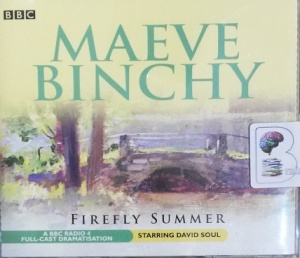 BBC
MAEVE
BINCHY
FIREFLY SUMMER
A BBC RADIO 4
FULL-CAST DRAMATISATION
STARRING DAVID SOUL